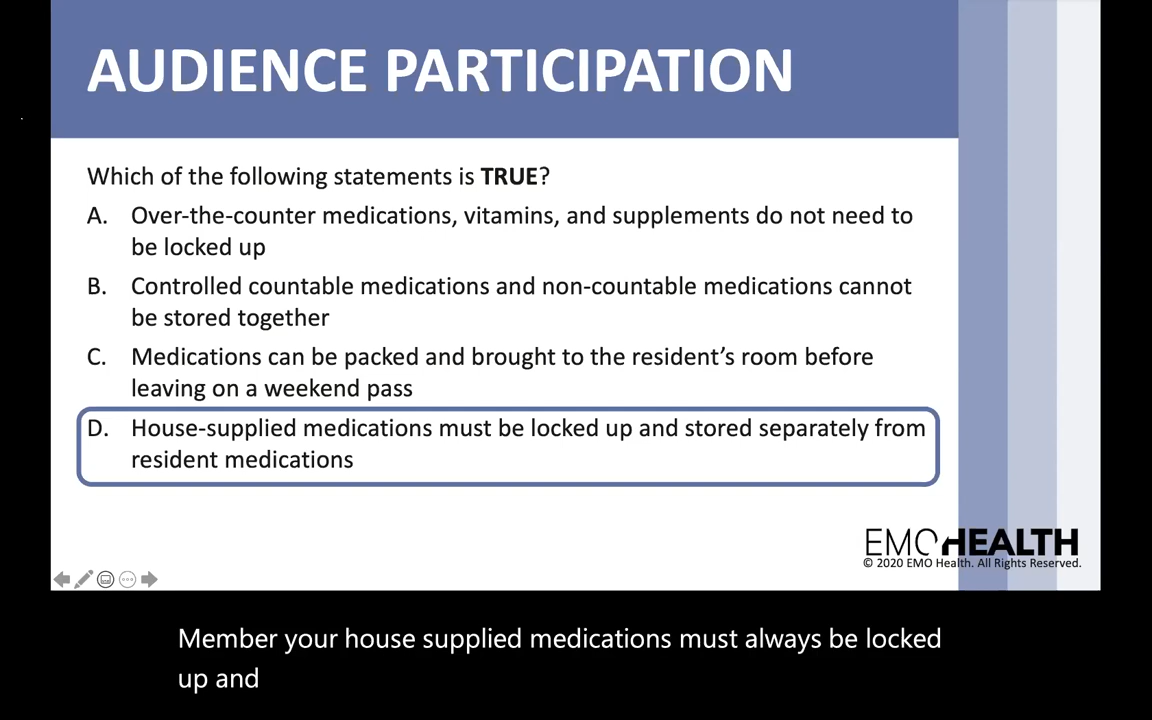 AUDIENCE PARTICIPATION
Which of the following statements is TRUE?
A. Over-the-counter medications, vitamins, and supplements do not need to
be locked up
B. Controlled countable medications and non-countable medications cannot
be stored together
C. Medications can be packed and brought to the resident's room before
leaving on a weekend pass
D. House-supplied medications must be locked up and stored separately from
resident medications
EMOHEALTH
© 2020 EMO Health. All Rights Reserved.
Member your house supplied medications must always be locked
up and